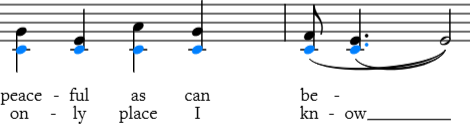 peace - ful as can be -
on - ly place I kn - ow